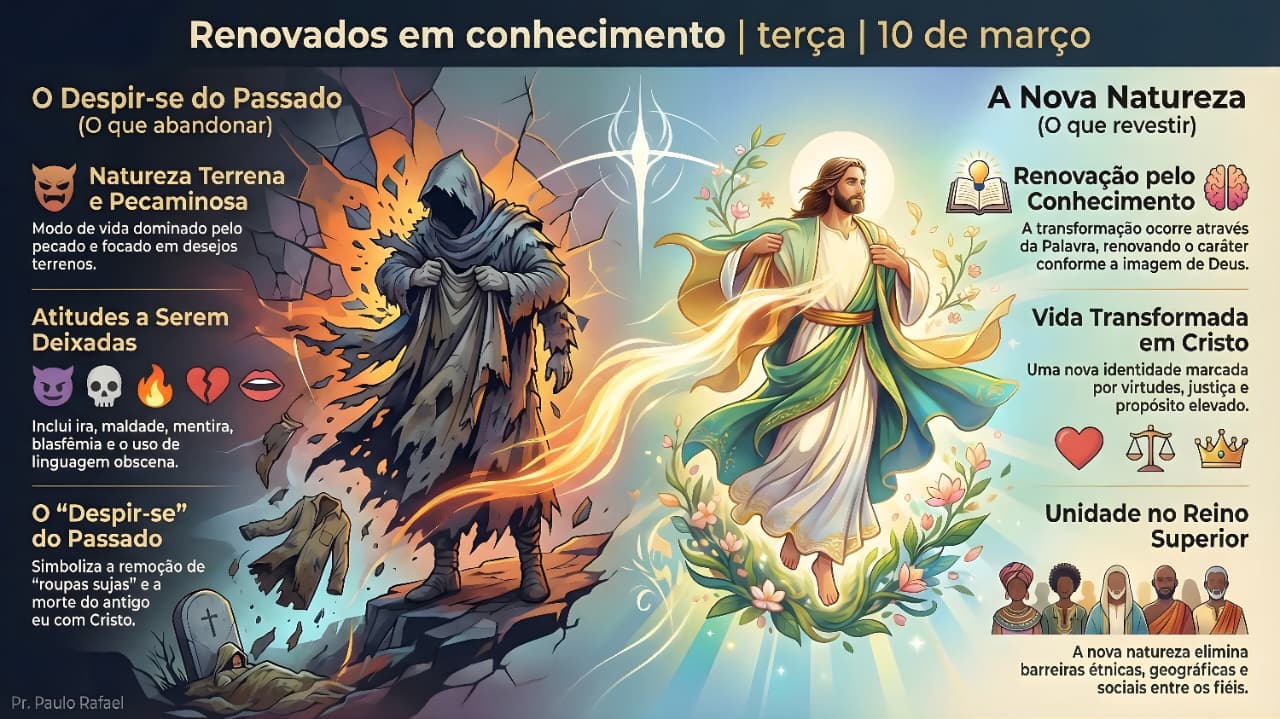 Renovados em conhecimento | terça | 10 de março
O Despir-se do Passado
(O que abandonar)
Natureza Terrena
e Pecaminosa
Modo de vida dominado pelo
pecado e focado em desejos
terrenos.
Atitudes a Serem
Deixadas
Inclui ira, maldade, mentira,
blasfêmia e o uso de
linguagem obscena.
O “Despir-se”
do Passado
Simboliza a remoção de
“roupas sujas” e a
morte do antigo
eu com Cristo.
Pr. Paulo Rafael
A Nova Natureza
(O que revestir)
Renovação pelo
Conhecimento
A transformação ocorre através
da Palavra, renovando o caráter
conforme a imagem de Deus.
Vida Transformada
em Cristo
Uma nova identidade marcada
por virtudes, justiça e
propósito elevado.
Unidade no Reino
Superior
A nova natureza elimina
barreiras étnicas, geográficas e
sociais entre os fiéis.